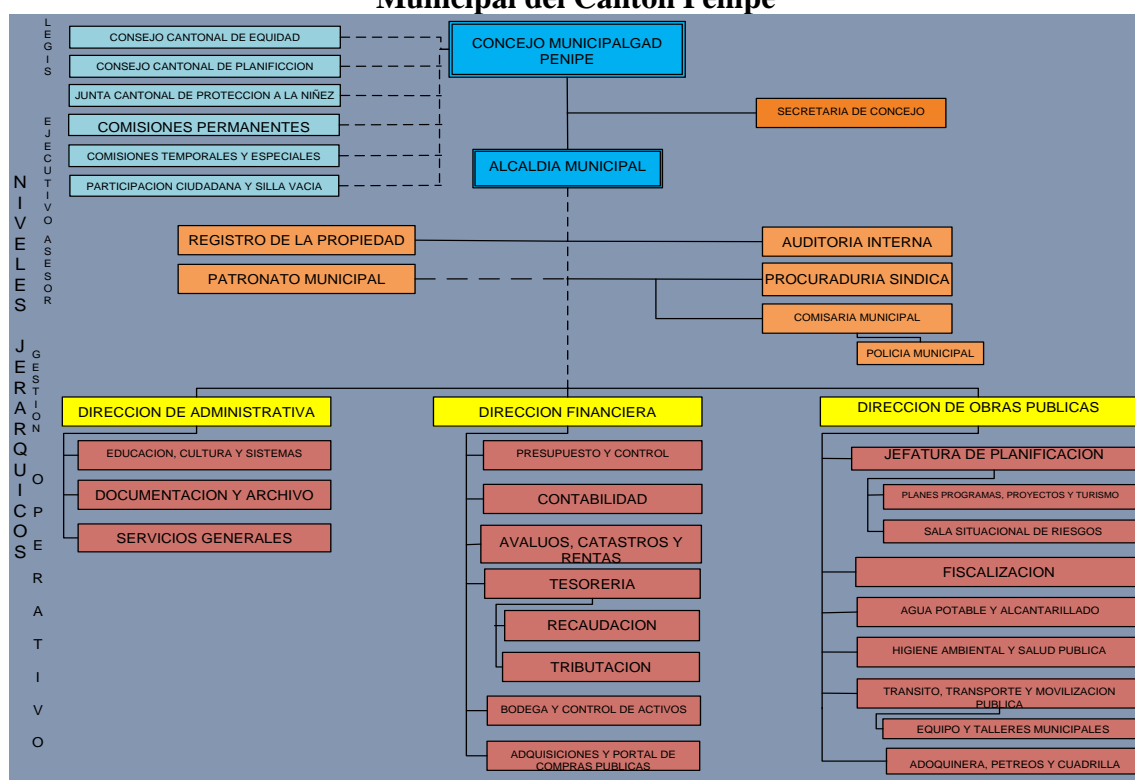 Municipal del Cantón Penipe
LEGIS
EJECUTIVO ASESOR
GESTION
OPERATIVO
NIVELES JERARQUICOS
CONSEJO CANTONAL DE EQUIDAD
CONSEJO CANTONAL DE PLANIFICCION
JUNTA CANTONAL DE PROTECCION A LA NIÑEZ
COMISIONES PERMANENTES
COMISIONES TEMPORALES Y ESPECIALES
PARTICIPACION CIUDADANA Y SILLA VACIA
CONCEJO MUNICIPALGAD
PENIPE
SECRETARIA DE CONCEJO
ALCALDIA MUNICIPAL
REGISTRO DE LA PROPIEDAD
AUDITORIA INTERNA
PATRONATO MUNICIPAL
PROCURADURIA SINDICA
COMISARIA MUNICIPAL
POLICIA MUNICIPAL
DIRECCION DE ADMINISTRATIVA
EDUCACION, CULTURA Y SISTEMAS
DOCUMENTACION Y ARCHIVO
SERVICIOS GENERALES
DIRECCION FINANCIERA
PRESUPUESTO Y CONTROL
CONTABILIDAD
AVALUOS, CATASTROS Y
RENTAS
TESORERIA
RECAUDACION
TRIBUTACION
BODEGA Y CONTROL DE ACTIVOS
ADQUISICIONES Y PORTAL DE
COMPRAS PUBLICAS
DIRECCION DE OBRAS PUBLICAS
JEFATURA DE PLANIFICACION
PLANES PROGRAMAS, PROYECTOS Y TURISMO
SALA SITUACIONAL DE RIESGOS
FISCALIZACION
AGUA POTABLE Y ALCANTARILLADO
HIGIENE AMBIENTAL Y SALUD PUBLICA
TRANSITO, TRANSPORTE Y MOVILIZACION
PUBLICA
EQUIPO Y TALLERES MUNICIPALES
ADOQUINERA, PETREOS Y CUADRILLA